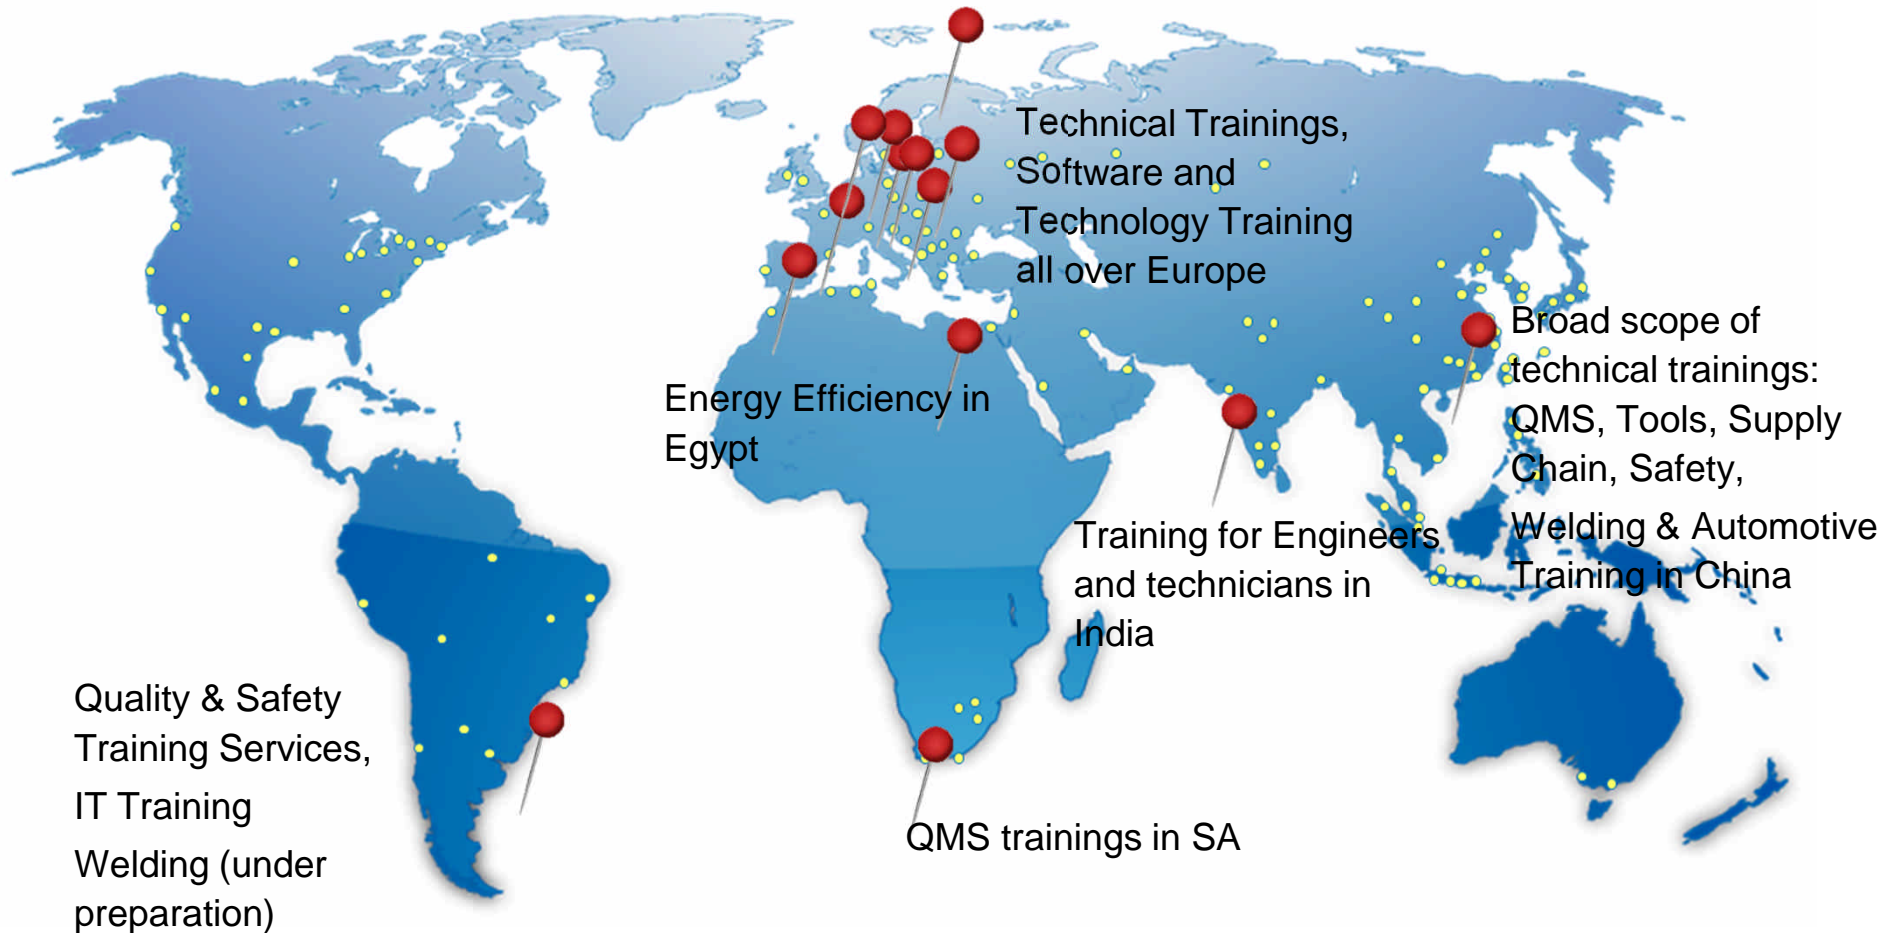 Technical Trainings,
Software and
Technology Training
all over Europe
Broad scope of
technical trainings:
QMS, Tools, Supply
Chain, Safety,
Welding & Automotive
Training in China
Energy Efficiency in
Egypt
Training for Engineers
and technicians in
India
Quality & Safety
Training Services,
IT Training
Welding (under
preparation)
QMS trainings in SA